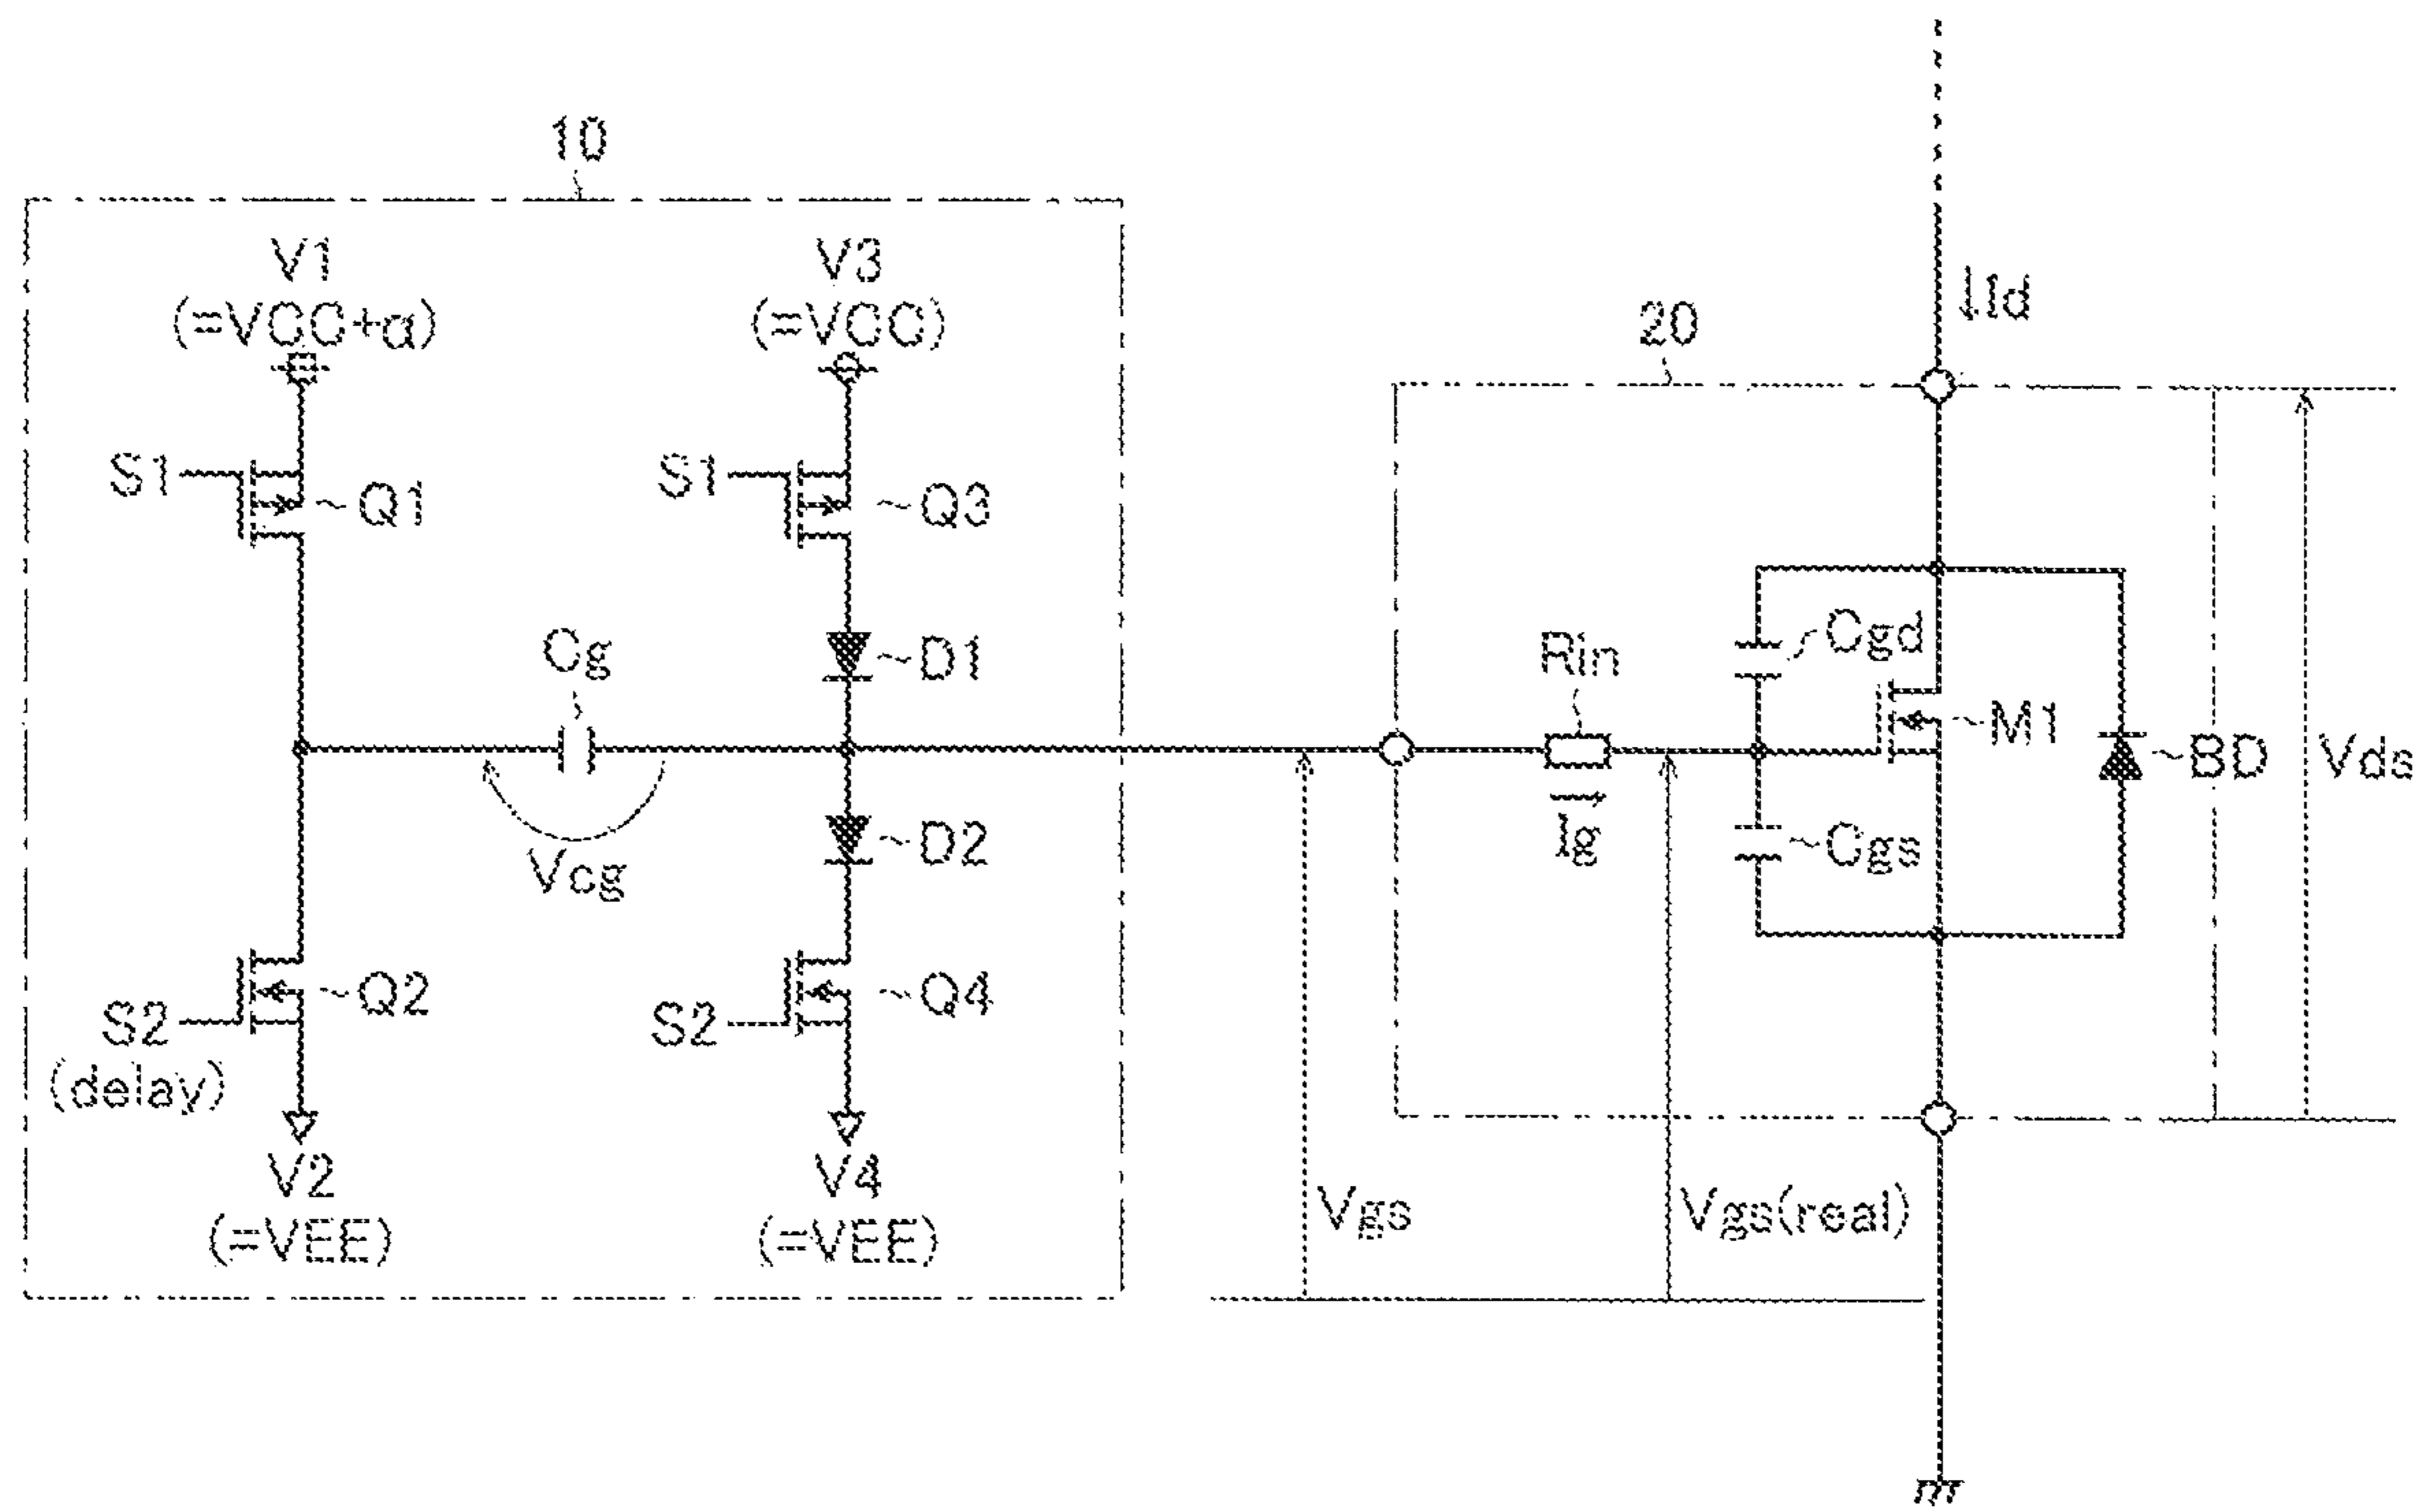 10
V1
(=VCC+α)
V3
(=VCC)
↓Id
20
S1
Q1
S1
Q3
Cg
D1
Rin
Cgd
M1
BD
Vds
Vcg
D2
Ig
Cgs
S2
(delay)
Q2
S2
Q4
V2
(=VEE)
V4
(=VEE)
Vgs
Vgs(real)